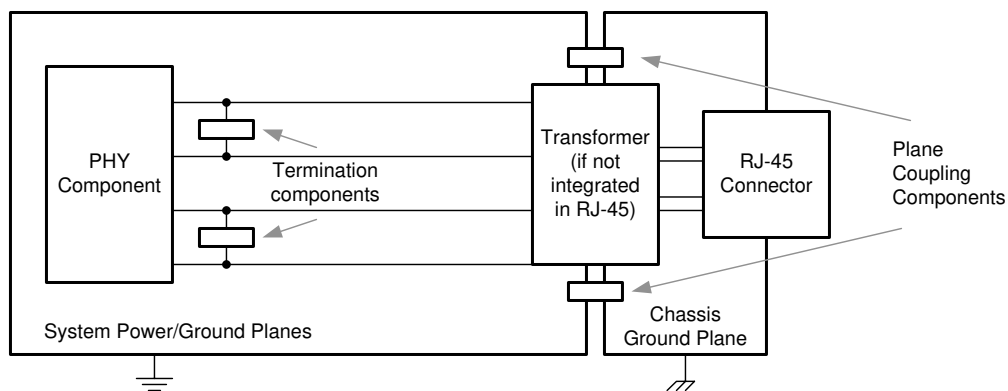 PHY
Component
Termination
components
Transformer
(if not
integrated
in RJ-45)
RJ-45
Connector
Plane
Coupling
Components
System Power/Ground Planes
Chassis
Ground Plane